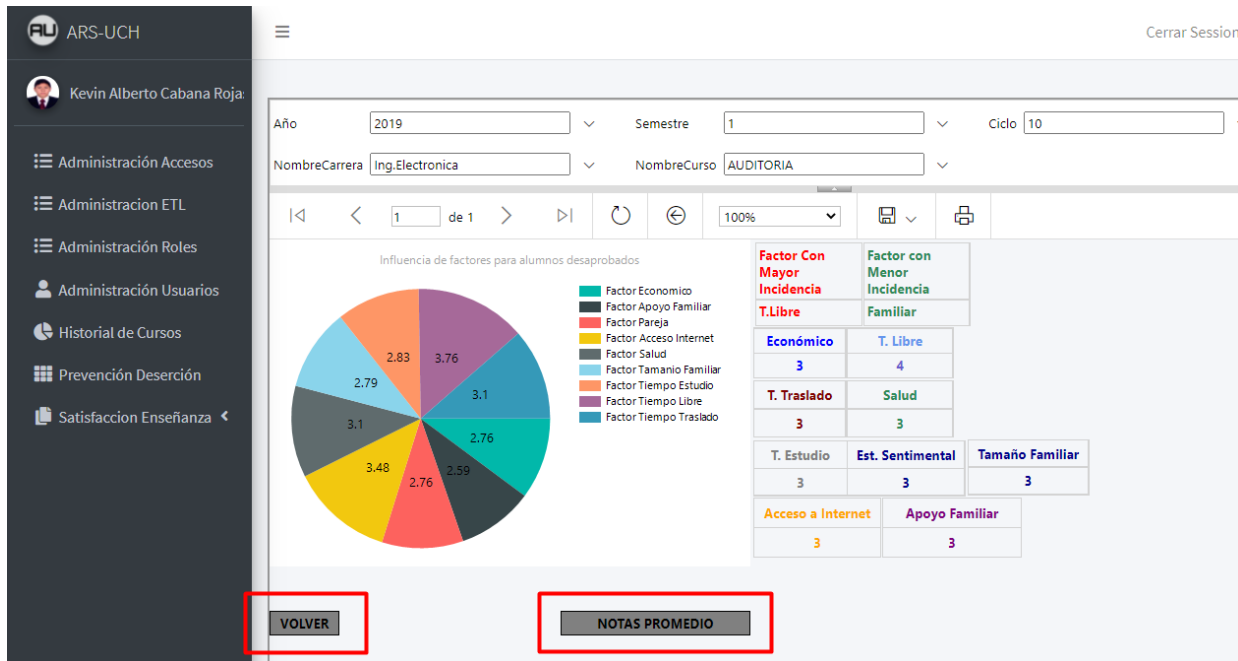 ARS-UCH
Cerrar Session
Kevin Alberto Cabana Roja
Administración Accesos
Administracion ETL
Administración Roles
Administración Usuarios
Historial de Cursos
Prevención Deserción
Satisfaccion Enseñanza
Año 2019 Semestre 1 Ciclo 10
NombreCarrera Ing.Electronica NombreCurso AUDITORIA
1 de 1 100%
Influencia de factores para alumnos desaprobados
2.83 3.76
2.79 3.1
3.1 2.76
3.48 2.76 2.59
Factor Economico
Factor Apoyo Familiar
Factor Pareja
Factor Acceso Internet
Factor Salud
Factor Tamanio Familiar
Factor Tiempo Estudio
Factor Tiempo Libre
Factor Tiempo Traslado
Factor Con Mayor Incidencia
Factor con Menor Incidencia
T.Libre Familiar
Económico T. Libre
3 4
T. Traslado Salud
3 3
T. Estudio Est. Sentimental Tamaño Familiar
3 3 3
Acceso a Internet Apoyo Familiar
3 3
VOLVER NOTAS PROMEDIO